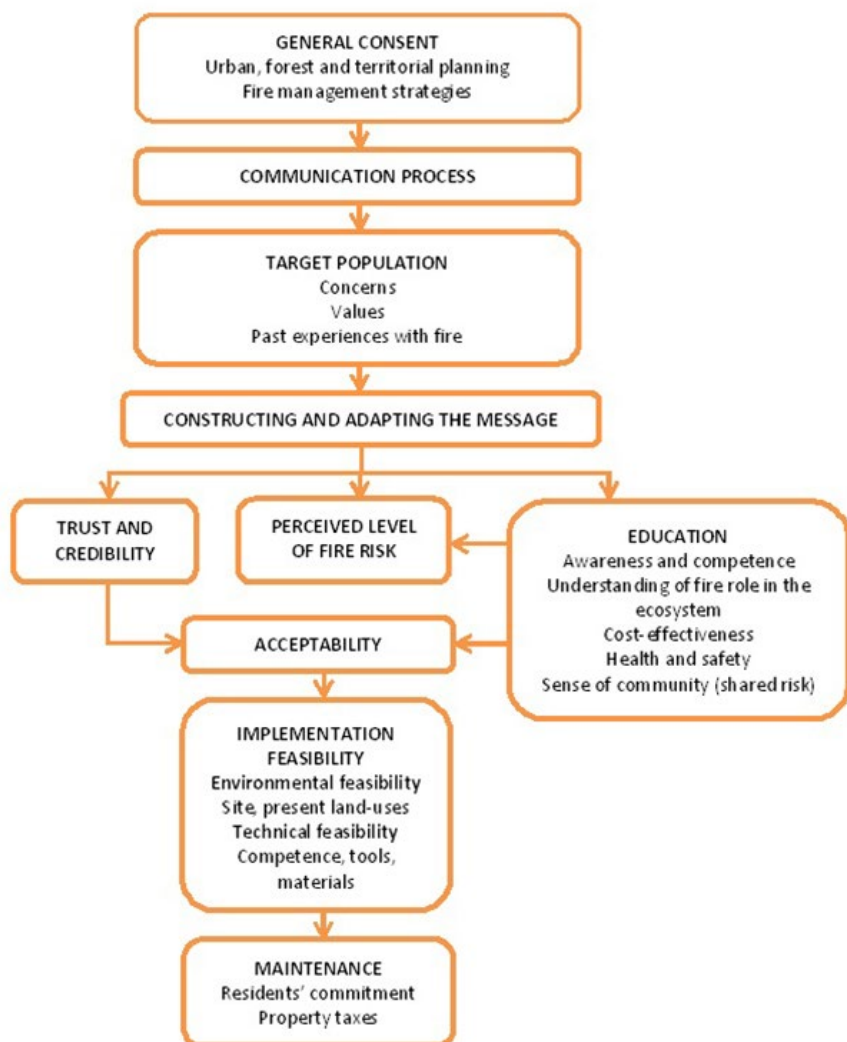 GENERAL CONSENT
Urban, forest and territorial planning
Fire management strategies
COMMUNICATION PROCESS
TARGET POPULATION
Concerns
Values
Past experiences with fire
CONSTRUCTING AND ADAPTING THE MESSAGE
TRUST AND
CREDIBILITY
PERCEIVED LEVEL
OF FIRE RISK
EDUCATION
Awareness and competence
Understanding of fire role in the
ecosystem
Cost-effectiveness
Health and safety
Sense of community (shared risk)
ACCEPTABILITY
IMPLEMENTATION
FEASIBILITY
Environmental feasibility
Site, present land-uses
Technical feasibility
Competence, tools,
materials
MAINTENANCE
Residents' commitment
Property taxes